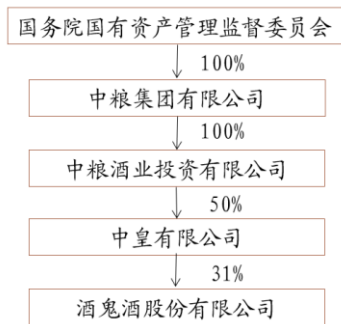 国务院国有资产管理监督委员会
100%
中粮集团有限公司
100%
中粮酒业投资有限公司
50%
中皇有限公司
31%
酒鬼酒股份有限公司